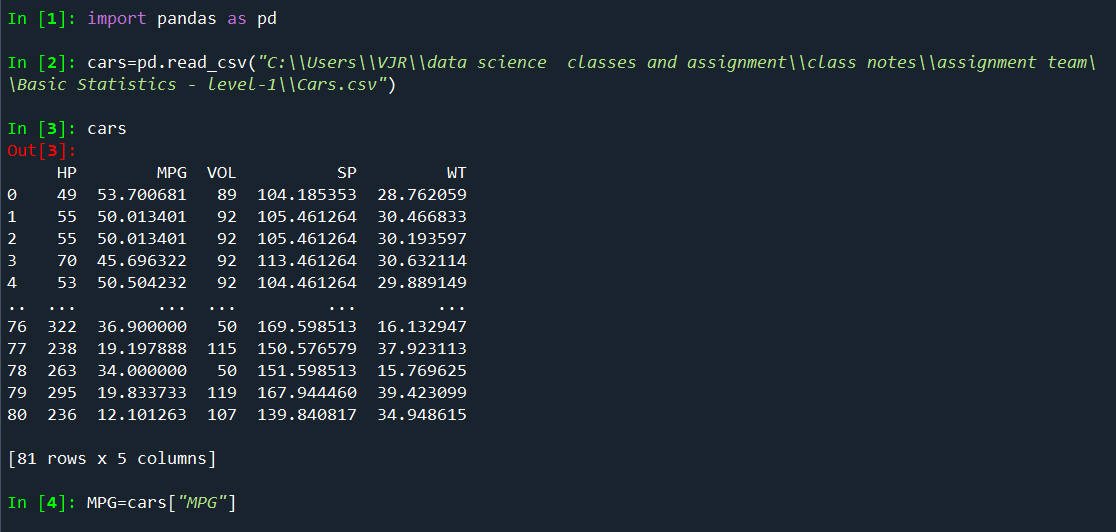 In [1]: import pandas as pd
In [2]: cars=pd.read_csv("C:\\Users\\VJR\\data science  classes and assignment\\class notes\\assignment team\
\Basic Statistics - level-1\\Cars.csv")
In [3]: cars
Out[3]:
     HP        MPG  VOL          SP         WT
0    49  53.700681   89  104.185353  28.762059
1    55  50.013401   92  105.461264  30.466833
2    55  50.013401   92  105.461264  30.193597
3    70  45.696322   92  113.461264  30.632114
4    53  50.504232   92  104.461264  29.889149
..  ...        ...  ...         ...        ...
76  322  36.900000   50  169.598513  16.132947
77  238  19.197888  115  150.576579  37.923113
78  263  34.000000   50  151.598513  15.769625
79  295  19.833733  119  167.944460  39.423099
80  236  12.101263  107  139.840817  34.948615
[81 rows x 5 columns]
In [4]: MPG=cars["MPG"]